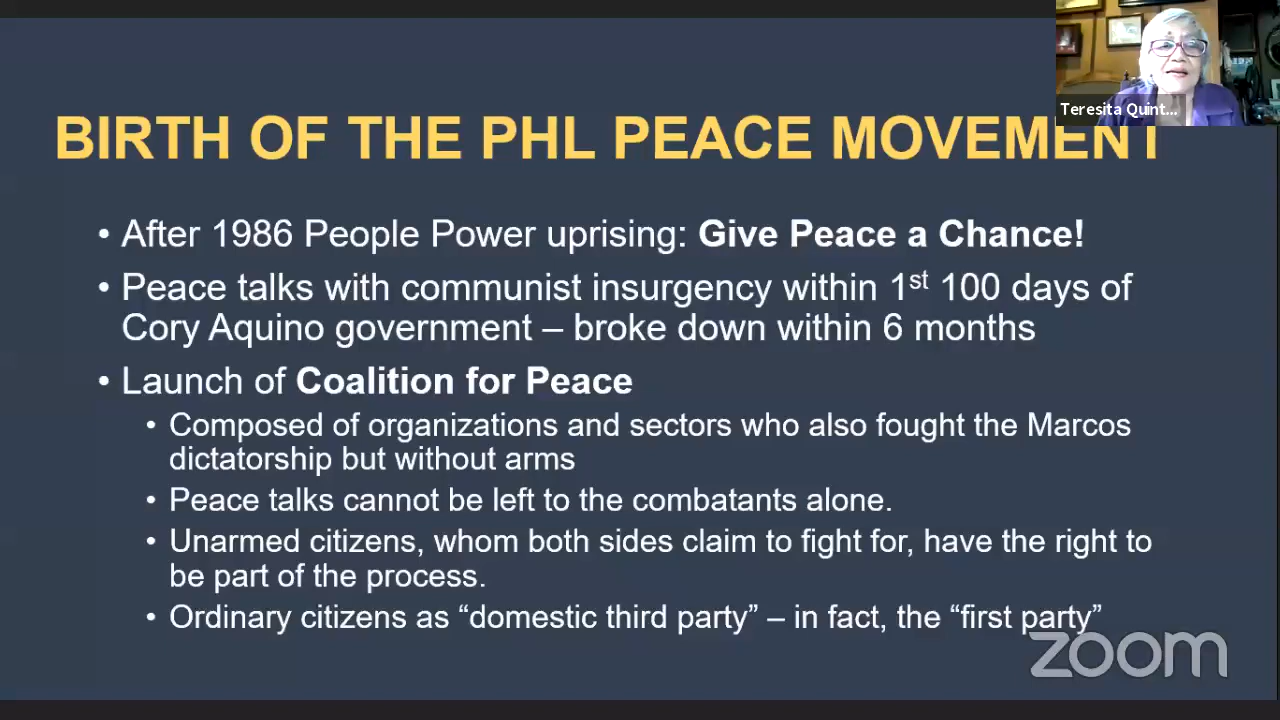 Teresita Quint...
BIRTH OF THE PHL PEACE MOVEMENT
• After 1986 People Power uprising: Give Peace a Chance!
• Peace talks with communist insurgency within 1st 100 days of
Cory Aquino government – broke down within 6 months
• Launch of Coalition for Peace
• Composed of organizations and sectors who also fought the Marcos
dictatorship but without arms
• Peace talks cannot be left to the combatants alone.
• Unarmed citizens, whom both sides claim to fight for, have the right to
be part of the process.
• Ordinary citizens as “domestic third party” – in fact, the “first party”
zoom